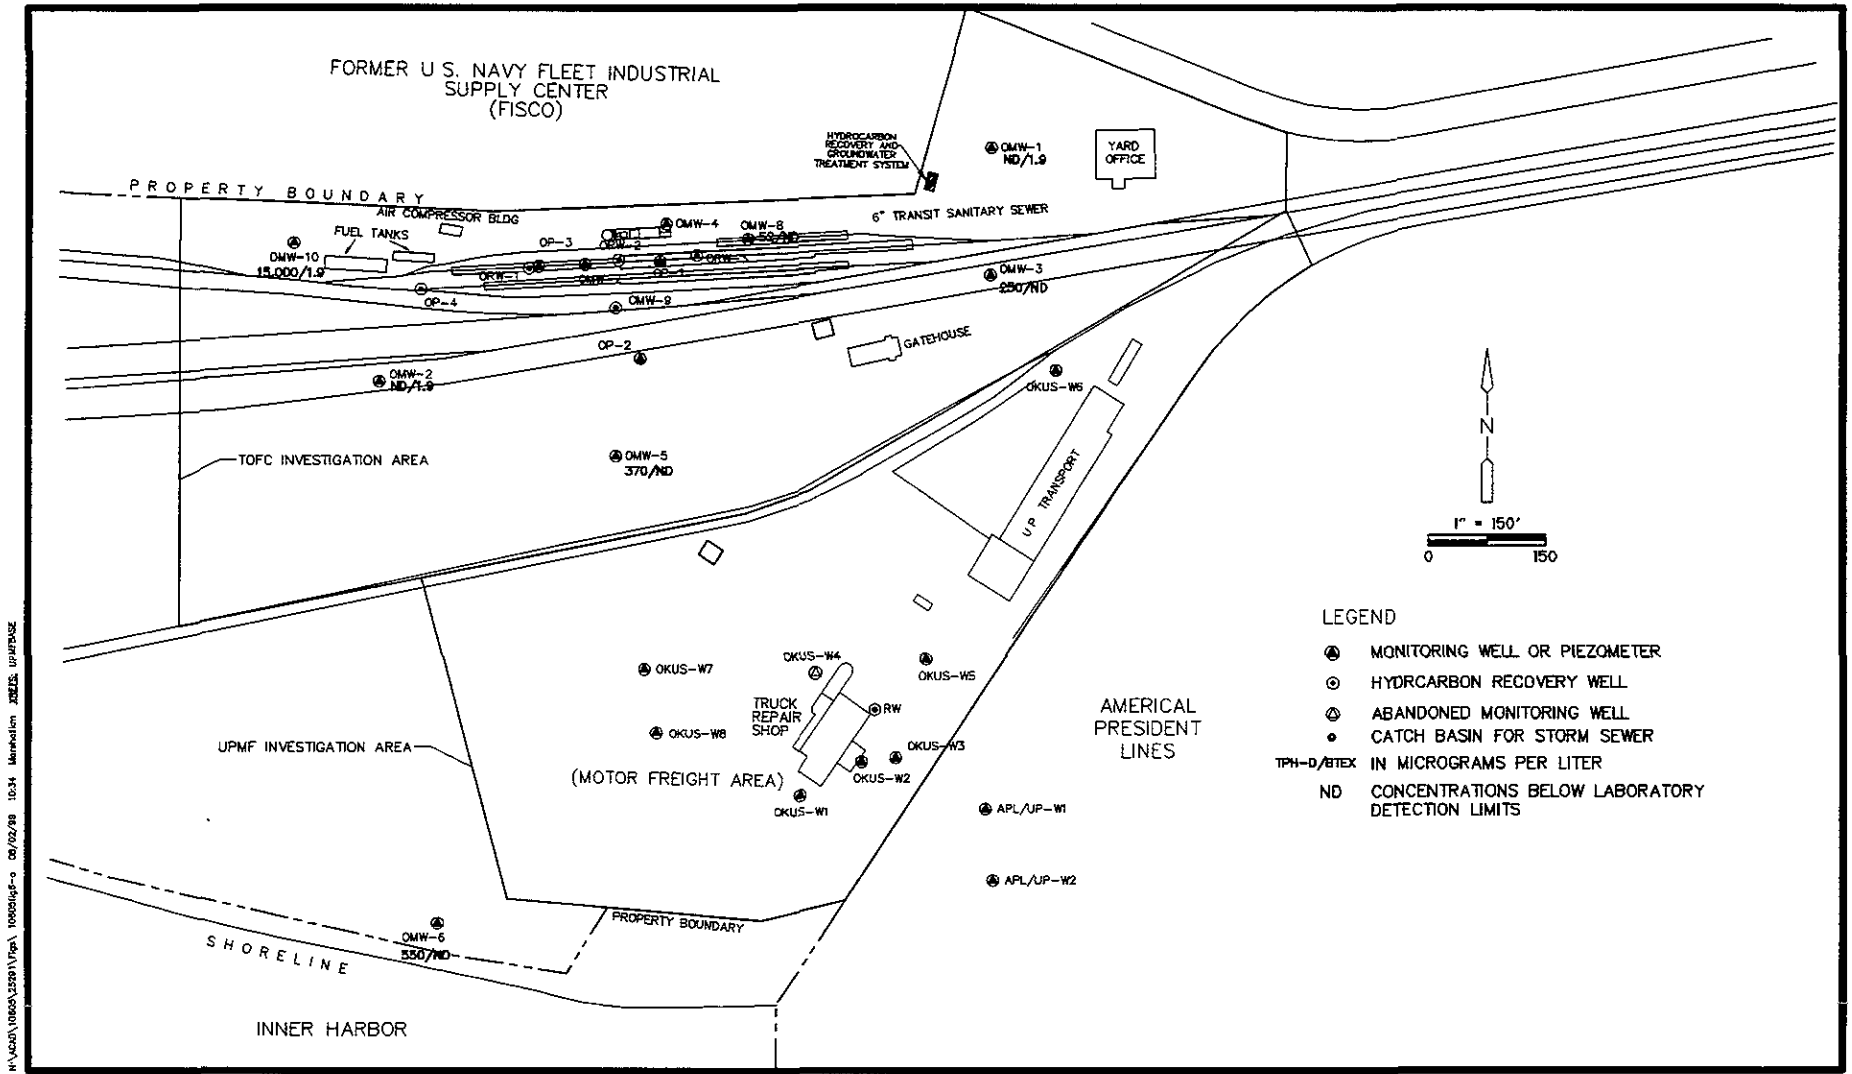 FORMER U S. NAVY FLEET INDUSTRIAL
SUPPLY CENTER
(FISCO)
HYDROCARBON
RECOVERY AND
GROUNDWATER
TREATMENT SYSTEM
OMW-1
ND/1.9
YARD
OFFICE
PROPERTY BOUNDARY
AIR COMPRESSOR BLDG
FUEL TANKS
6" TRANSIT SANITARY SEWER
OMW-4
OMW-8
OP-3
ORW-2
OMW-10
15,000/1.9
ORW-1
OP-1
ORW-3
OP-4
OMW-9
OMW-3
250/ND
OP-2
GATEHOUSE
OMW-2
ND/1.9
OKUS-W6
N
TOFC INVESTIGATION AREA
OMW-5
370/ND
U P TRANSPORT
1" = 150'
0 150
LEGEND
MONITORING WELL OR PIEZOMETER
HYDRCARBON RECOVERY WELL
ABANDONED MONITORING WELL
CATCH BASIN FOR STORM SEWER
TPH-D/BTEX IN MICROGRAMS PER LITER
ND CONCENTRATIONS BELOW LABORATORY
DETECTION LIMITS
OKUS-W7
OKUS-W4
OKUS-W5
TRUCK
REPAIR
SHOP
RW
AMERICAL
PRESIDENT
LINES
OKUS-W8
UPMF INVESTIGATION AREA
OKUS-W3
(MOTOR FREIGHT AREA)
OKUS-W2
OKUS-W1
APL/UP-W1
APL/UP-W2
PROPERTY BOUNDARY
OMW-6
550/ND
SHORELINE
INNER HARBOR